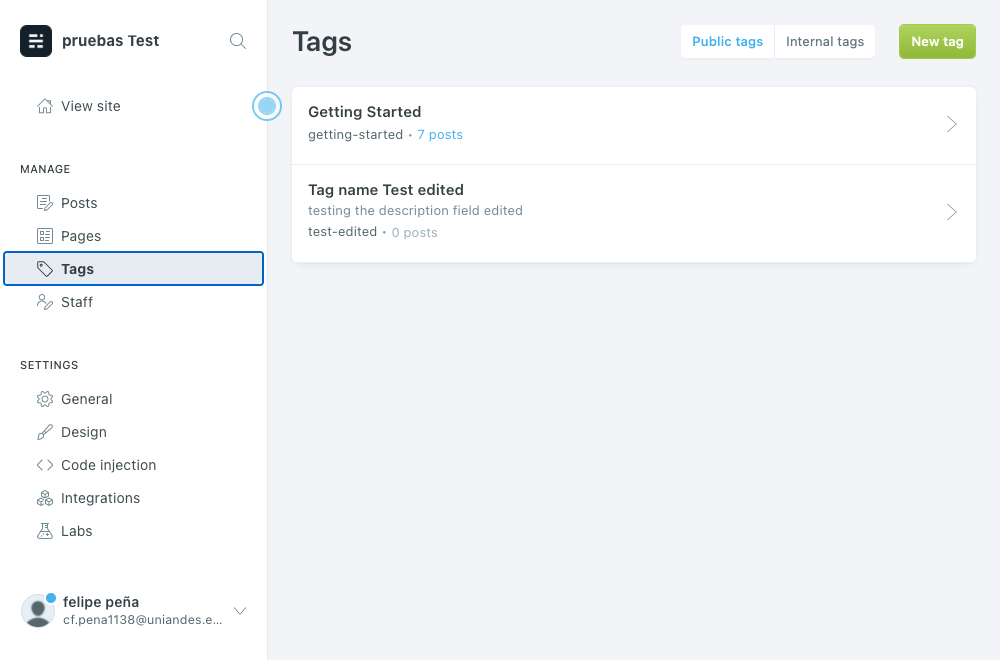 pruebas Test
View site
MANAGE
Posts
Pages
Tags
Staff
SETTINGS
General
Design
Code injection
Integrations
Labs
felipe peña
cf.pena1138@uniandes.e...
Tags
Public tags
Internal tags
New tag
Getting Started
getting-started • 7 posts
Tag name Test edited
testing the description field edited
test-edited • 0 posts